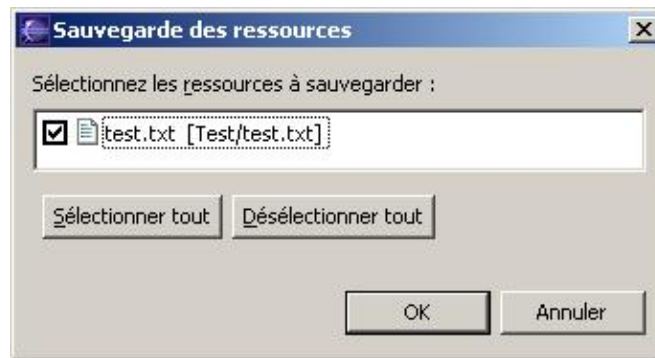 Sauvegarde des ressources
Sélectionnez les ressources à sauvegarder :
test.txt [Test/test.txt]
Sélectionner tout Désélectionner tout
OK Annuler